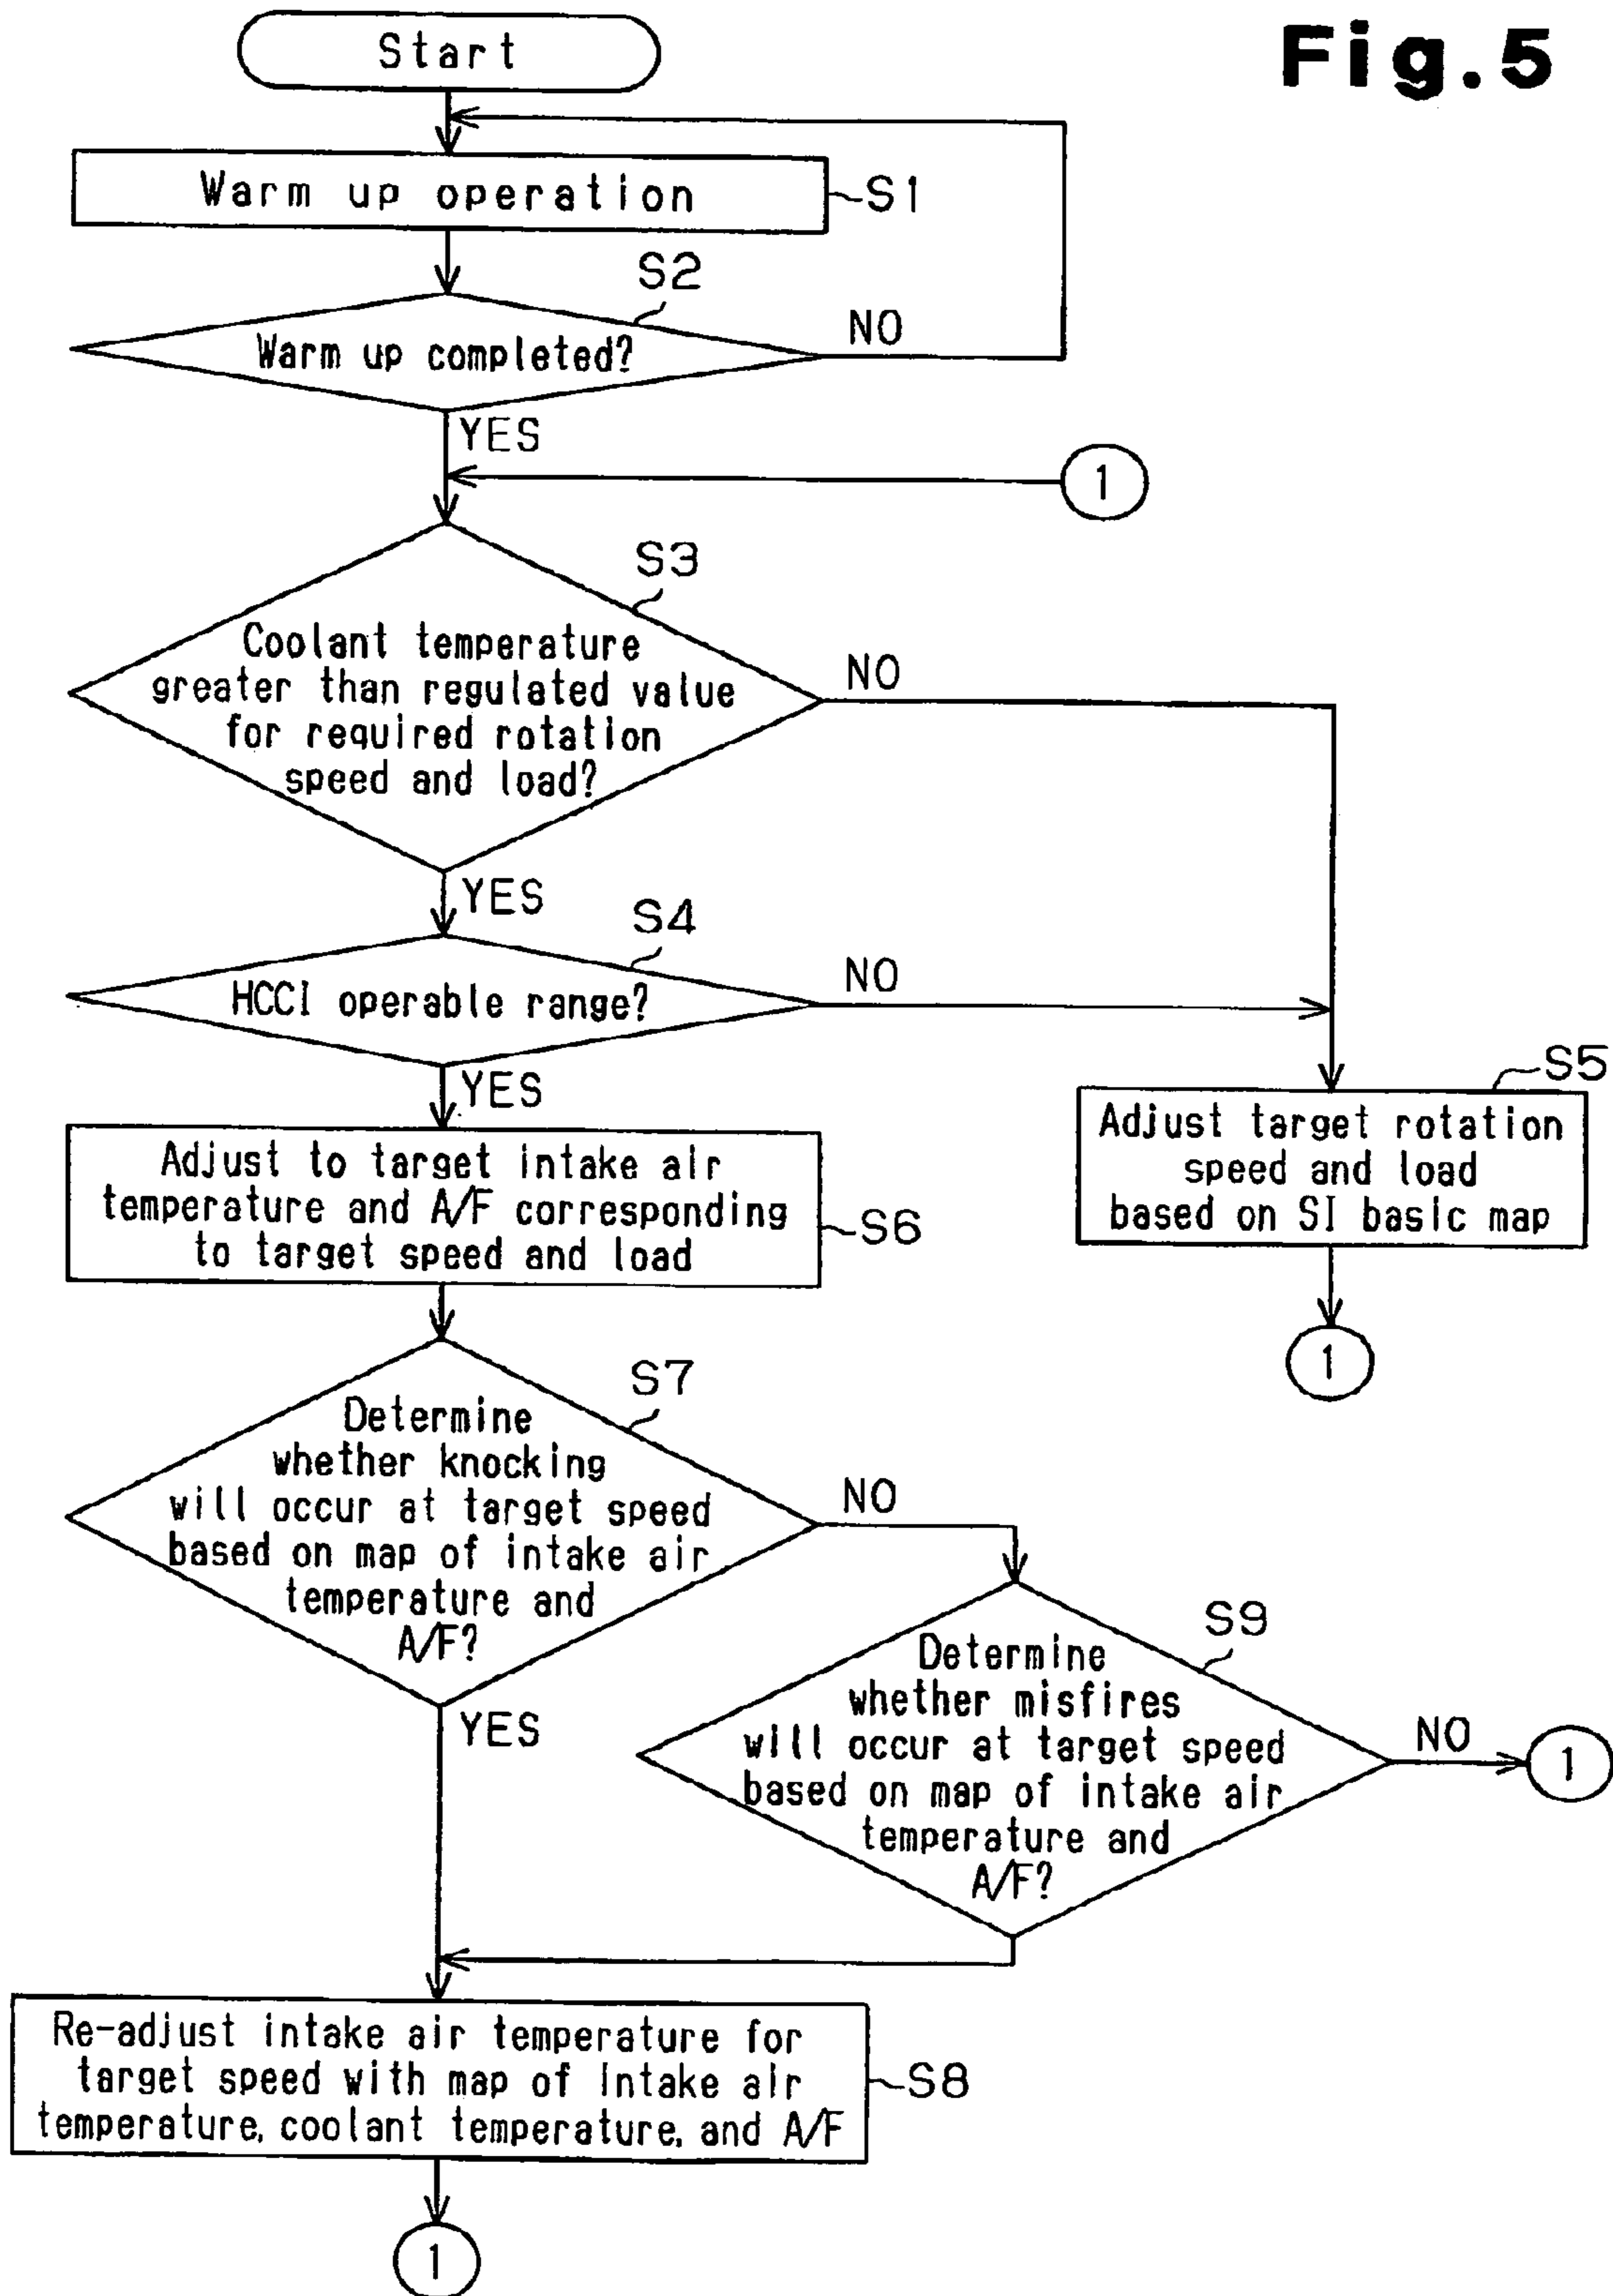 Fig.5
Start
Warm up operation
S1
S2
Warm up completed?
NO
YES
1
S3
Coolant temperature
greater than regulated value
for required rotation
speed and load?
NO
YES
S4
HCCI operable range?
NO
YES
S5
Adjust target rotation
speed and load
based on SI basic map
1
Adjust to target intake air
temperature and A/F corresponding
to target speed and load
S6
S7
Determine
whether knocking
will occur at target speed
based on map of intake air
temperature and
A/F?
NO
YES
S9
Determine
whether misfires
will occur at target speed
based on map of intake air
temperature and
A/F?
NO
1
Re-adjust intake air temperature for
target speed with map of intake air
temperature, coolant temperature, and A/F
S8
1